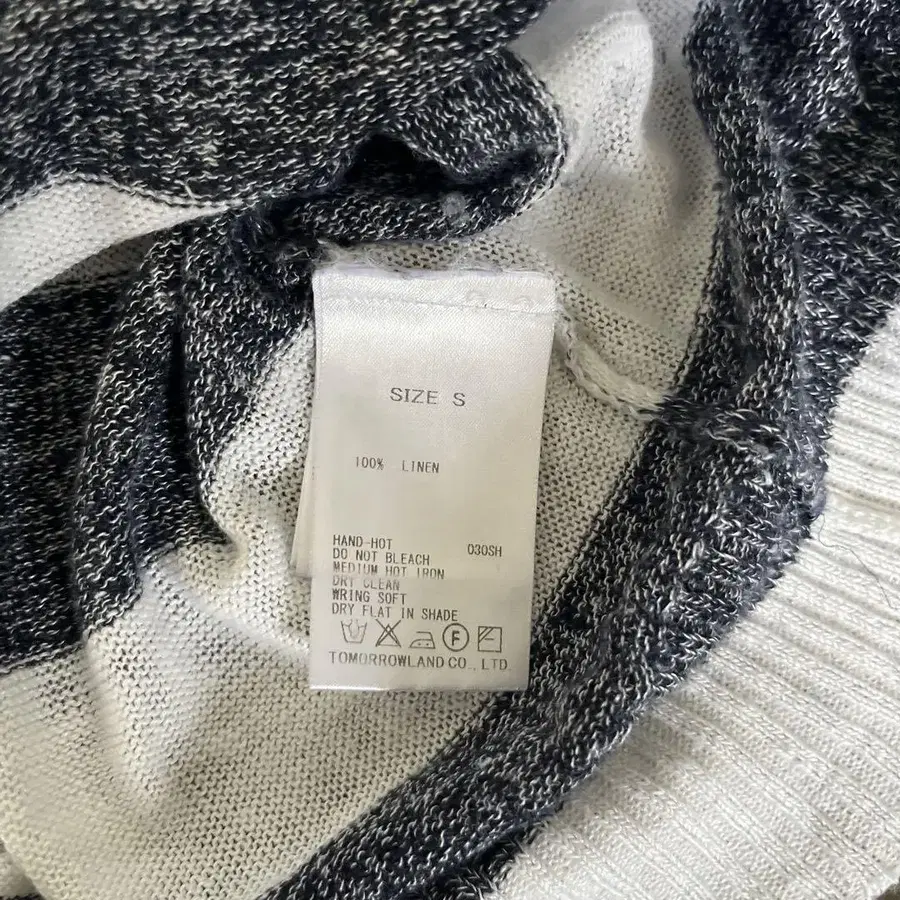 SIZE S
100% LINEN
HAND-HOT 030SH
DO NOT BLEACH
MEDIUM HOT IRON
DRY CLEAN
WRING SOFT
DRY FLAT IN SHADE
F
TOMORROWLAND CO., LTD.